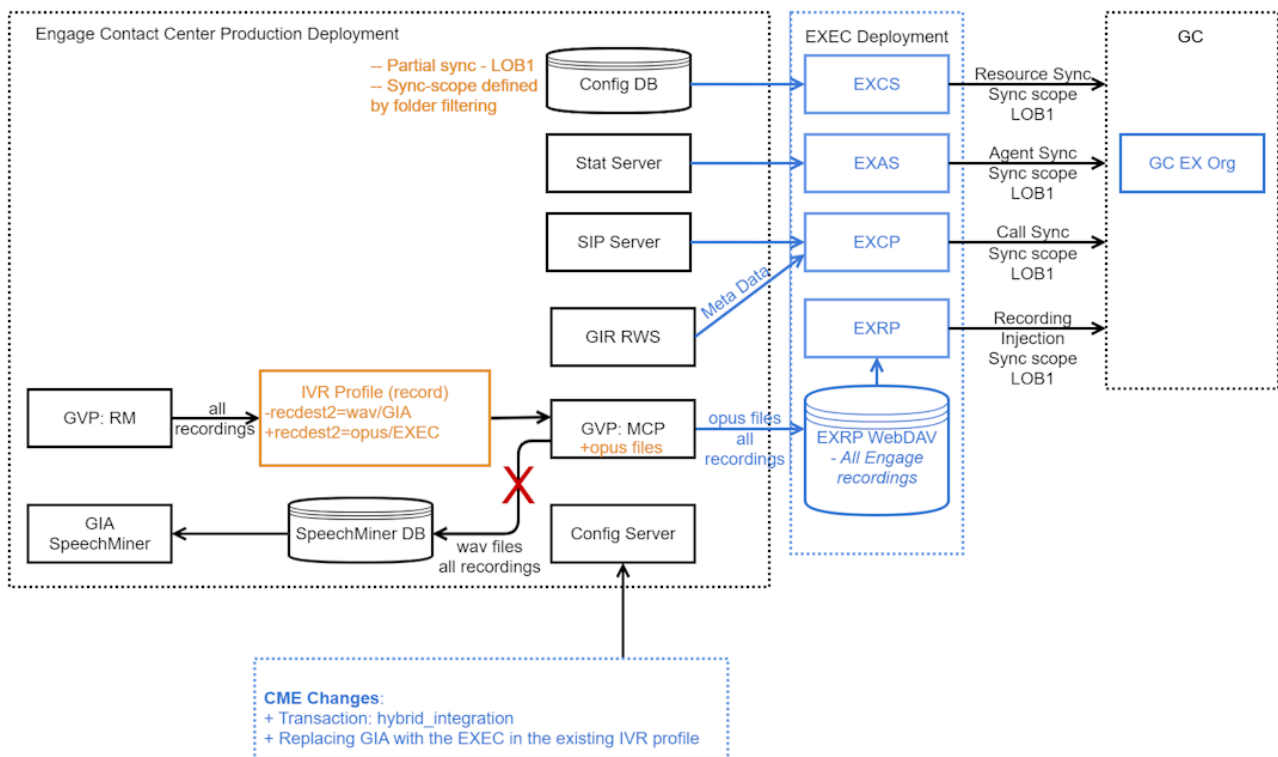 Engage Contact Center Production Deployment
EXEC Deployment
GC
-- Partial sync - LOB1
-- Sync-scope defined
by folder filtering
Config DB
EXCS
Resource Sync
Sync scope
LOB1
Stat Server
EXAS
Agent Sync
Sync scope
LOB1
GC EX Org
SIP Server
EXCP
Call Sync
Sync scope
LOB1
Meta Data
GIR RWS
EXRP
Recording
Injection
Sync scope
LOB1
GVP: RM
all
recordings
IVR Profile (record)
-recdest2=wav/GIA
+recdest2=opus/EXEC
GVP: MCP
+opus files
opus files
all
recordings
EXRP WebDAV
- All Engage
recordings
GIA
SpeechMiner
SpeechMiner DB
wav files
all recordings
Config Server
CME Changes:
+ Transaction: hybrid_integration
+ Replacing GIA with the EXEC in the existing IVR profile